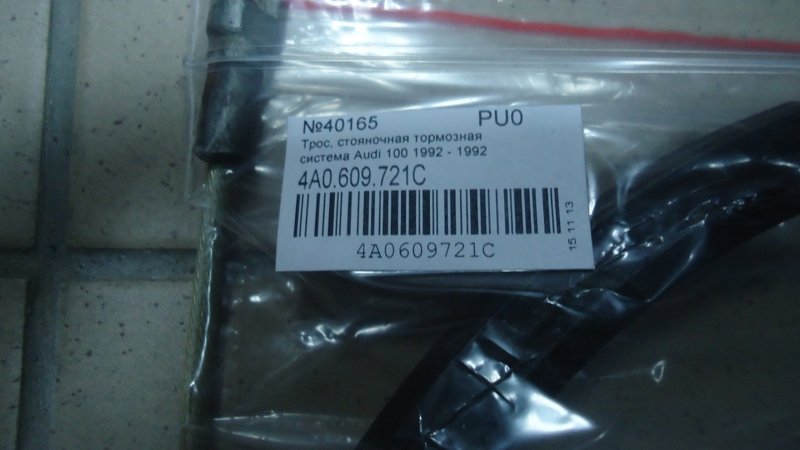 №40165 PU0
Трос, стояночная тормозная
система Audi 100 1992 - 1992
4A0.609.721C
4A0609721C
15 11 13